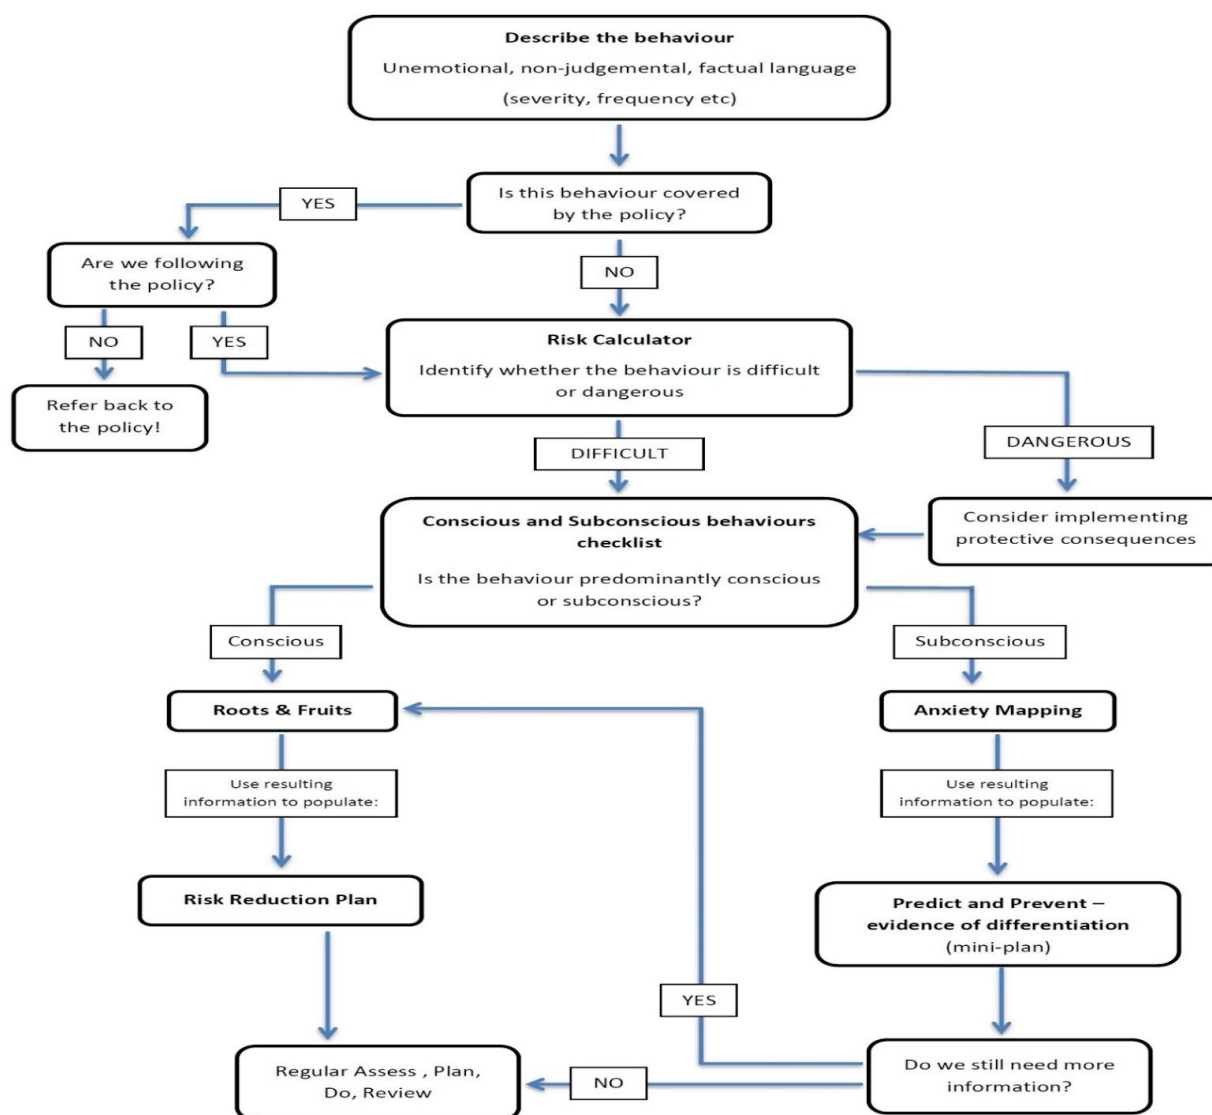 Describe the behaviour
Unemotional, non-judgemental, factual language
(severity, frequency etc)
Is this behaviour covered
by the policy?
YES
Are we following
the policy?
NO
NO
YES
Risk Calculator
Identify whether the behaviour is difficult
or dangerous
Refer back to
the policy!
DIFFICULT
DANGEROUS
Conscious and Subconscious behaviours
checklist
Is the behaviour predominantly conscious
or subconscious?
Consider implementing
protective consequences
Conscious
Subconscious
Roots & Fruits
Anxiety Mapping
Use resulting
information to populate:
Use resulting
information to populate:
Risk Reduction Plan
Predict and Prevent –
evidence of differentiation
(mini-plan)
YES
Regular Assess , Plan,
Do, Review
NO
Do we still need more
information?